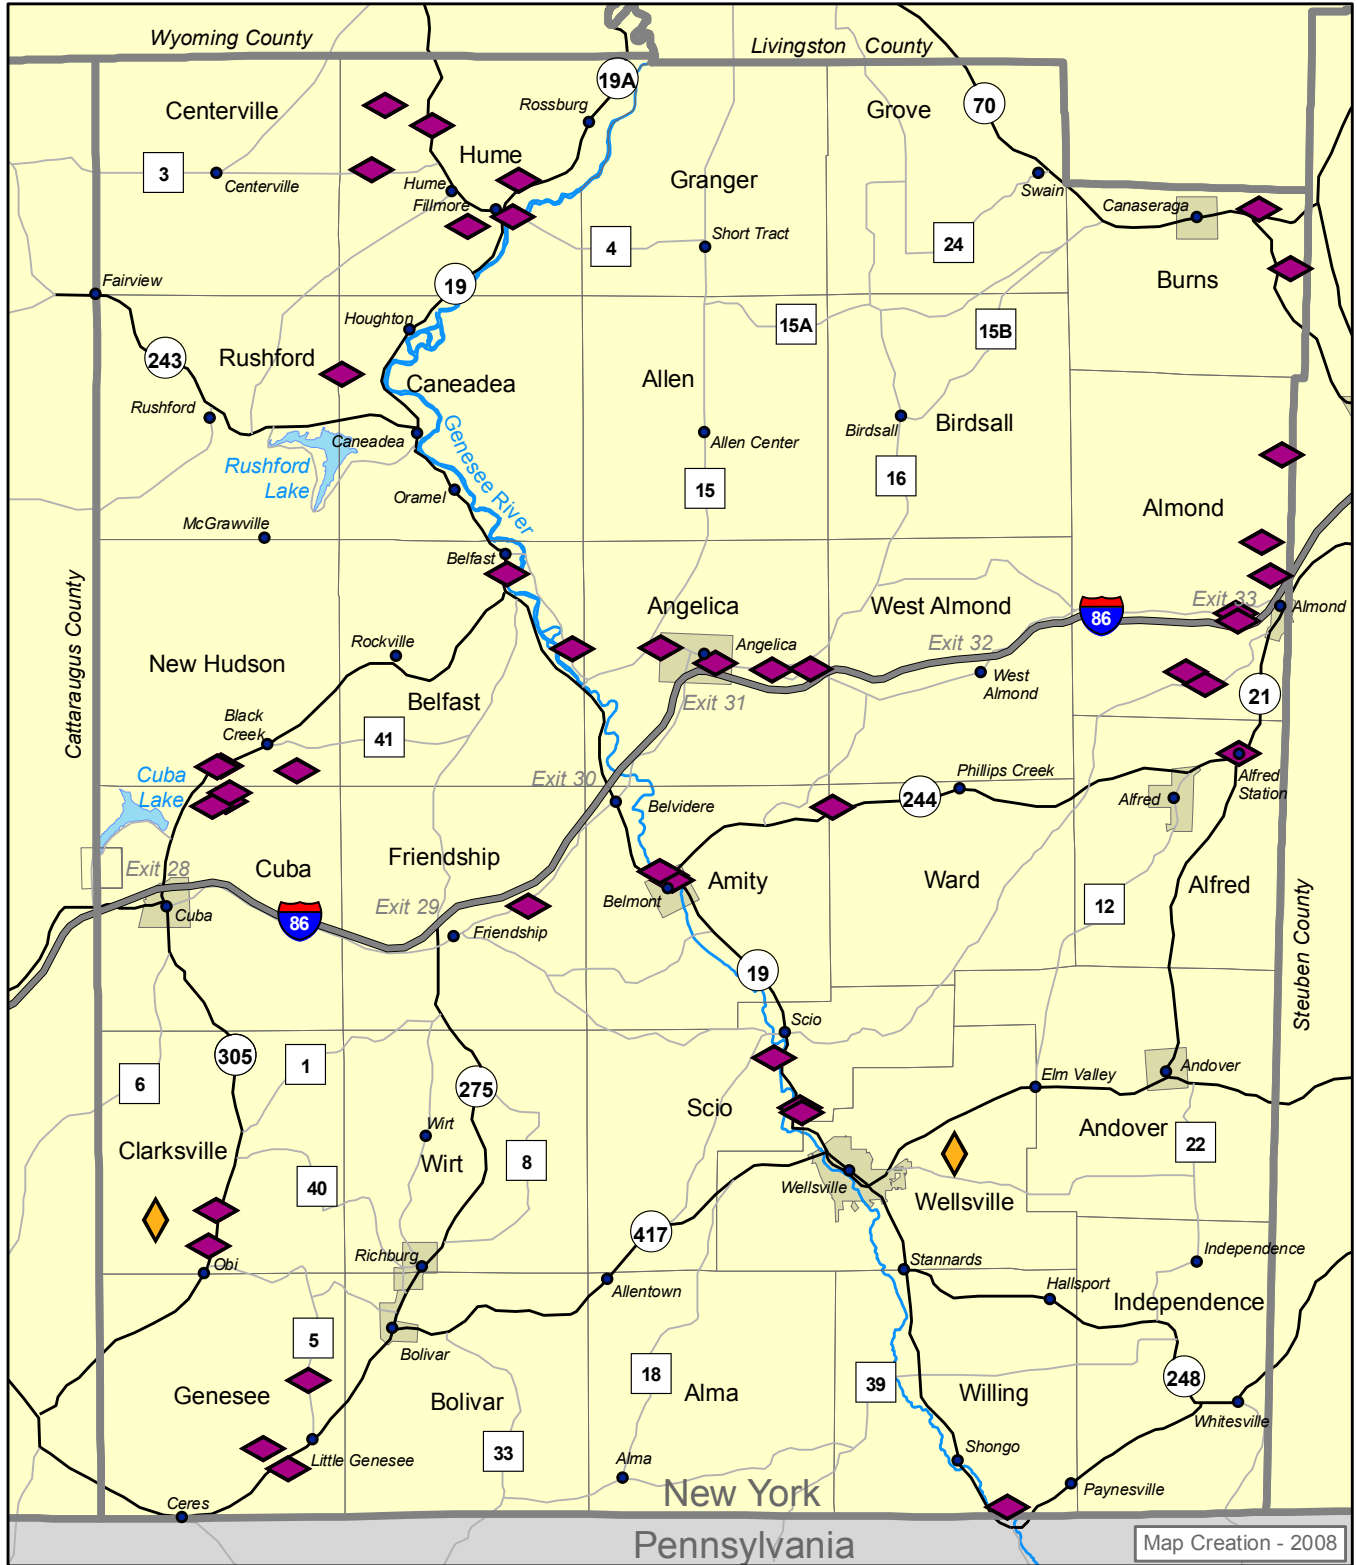 Wyoming County
Livingston County
19A
Rossburg
Centerville
Grove
70
Hume
3
Centerville
Hume
Fillmore
Granger
Swain
Canaseraga
Short Tract
4
24
Burns
Fairview
19
Houghton
15A
15B
243
Rushford
Caneadea
Allen
Rushford
Caneadea
Genesee River
Allen Center
Birdsall
Birdsall
Rushford
Lake
Oramel
15
16
Almond
McGrawville
Belfast
Cattaraugus County
Angelica
West Almond
86
Exit 33
Almond
Rockville
Angelica
Exit 32
New Hudson
West
Almond
Belfast
Exit 31
21
Black
Creek
41
Cuba
Lake
Exit 30
Phillips Creek
Alfred
Station
Belvidere
244
Alfred
Friendship
Exit 28
Cuba
Amity
Ward
Alfred
Belmont
12
Cuba
86
Exit 29
Friendship
19
Steuben County
Scio
305
1
6
275
Elm Valley
Andover
Scio
Wirt
Andover
Clarksville
Wirt
8
22
40
Wellsville
Wellsville
417
Obi
Richburg
Stannards
Independence
Allentown
Hallsport
Independence
5
Bolivar
18
39
248
Genesee
Bolivar
Alma
Willing
Whitesville
33
Little Genesee
Alma
Shongo
New York
Paynesville
Ceres
Pennsylvania
Map Creation - 2008